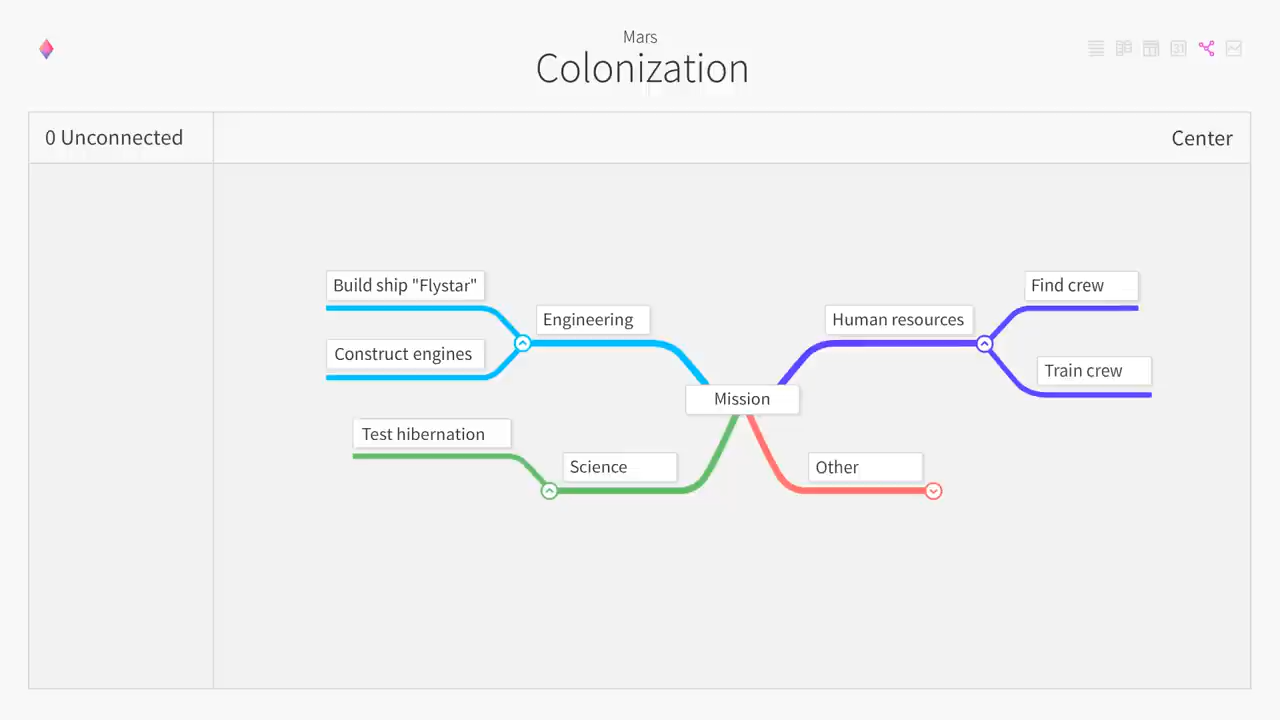 Mars
Colonization
31
0 Unconnected
Center
Build ship "Flystar"
Find crew
Engineering
Human resources
Construct engines
Train crew
Mission
Test hibernation
Science
Other